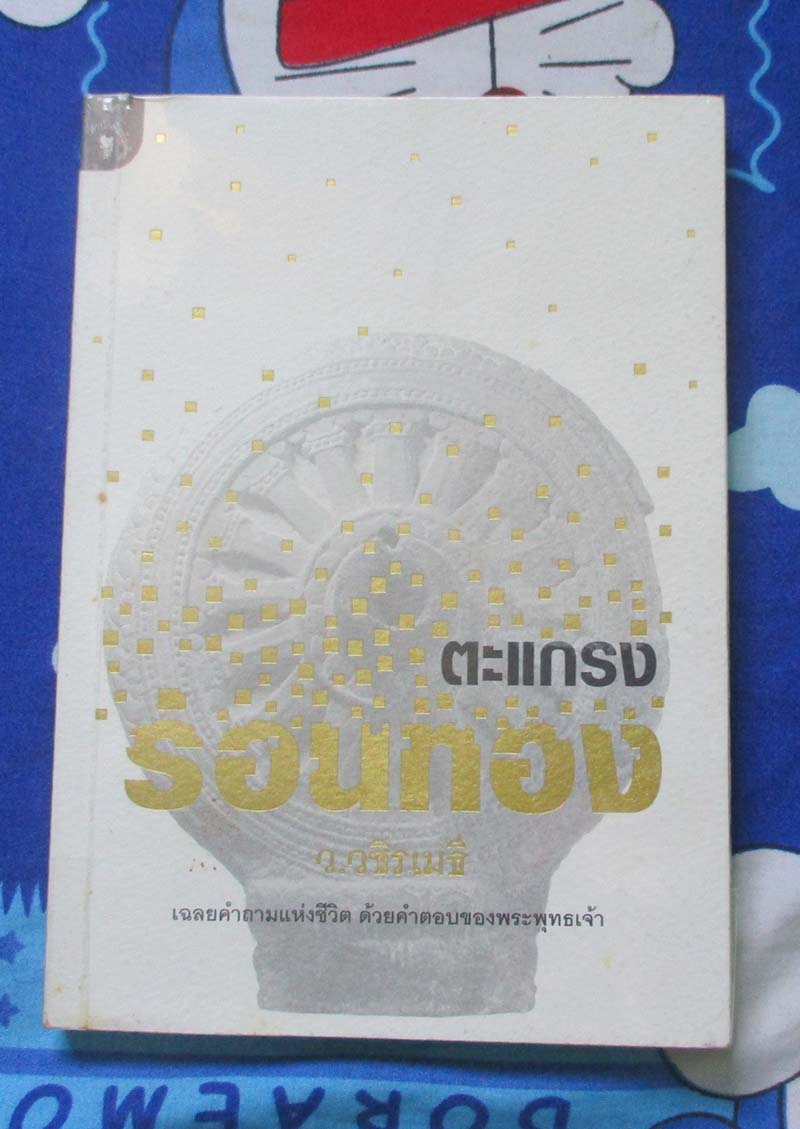 ตะแกรง
ร่อนทอง
ว.วชิรเมธี
เฉลยคำถามแห่งชีวิต ด้วยคำตอบของพระพุทธเจ้า
DORAEMO